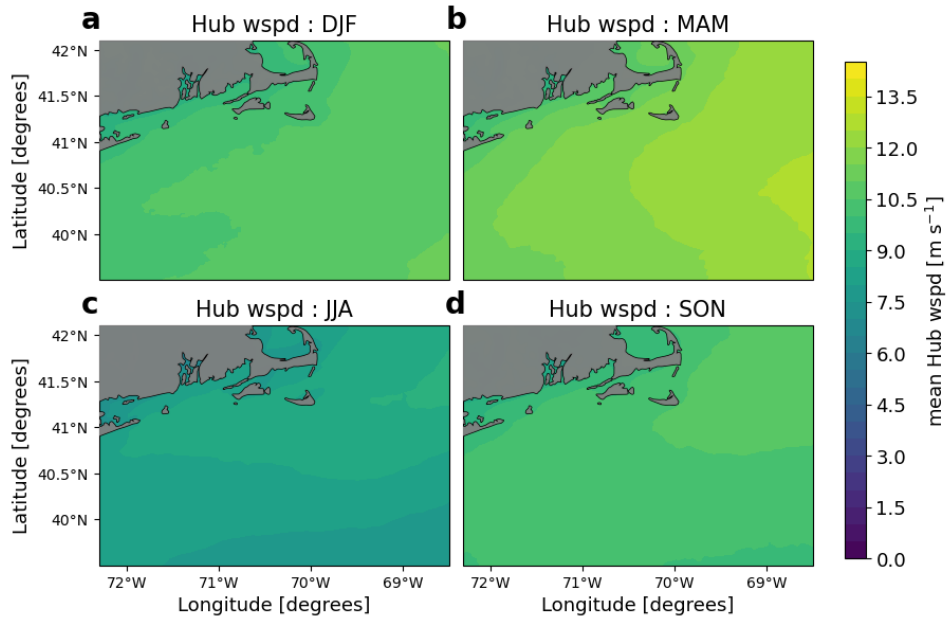 a
Hub wspd : DJF
b
Hub wspd : MAM
42°N
41.5°N
41°N
40.5°N
40°N
Latitude [degrees]
c
Hub wspd : JJA
d
Hub wspd : SON
42°N
41.5°N
41°N
40.5°N
40°N
Latitude [degrees]
72°W
71°W
70°W
69°W
72°W
71°W
70°W
69°W
Longitude [degrees]
Longitude [degrees]
13.5
12.0
10.5
9.0
7.5
6.0
4.5
3.0
1.5
0.0
mean Hub wspd [m s⁻¹]